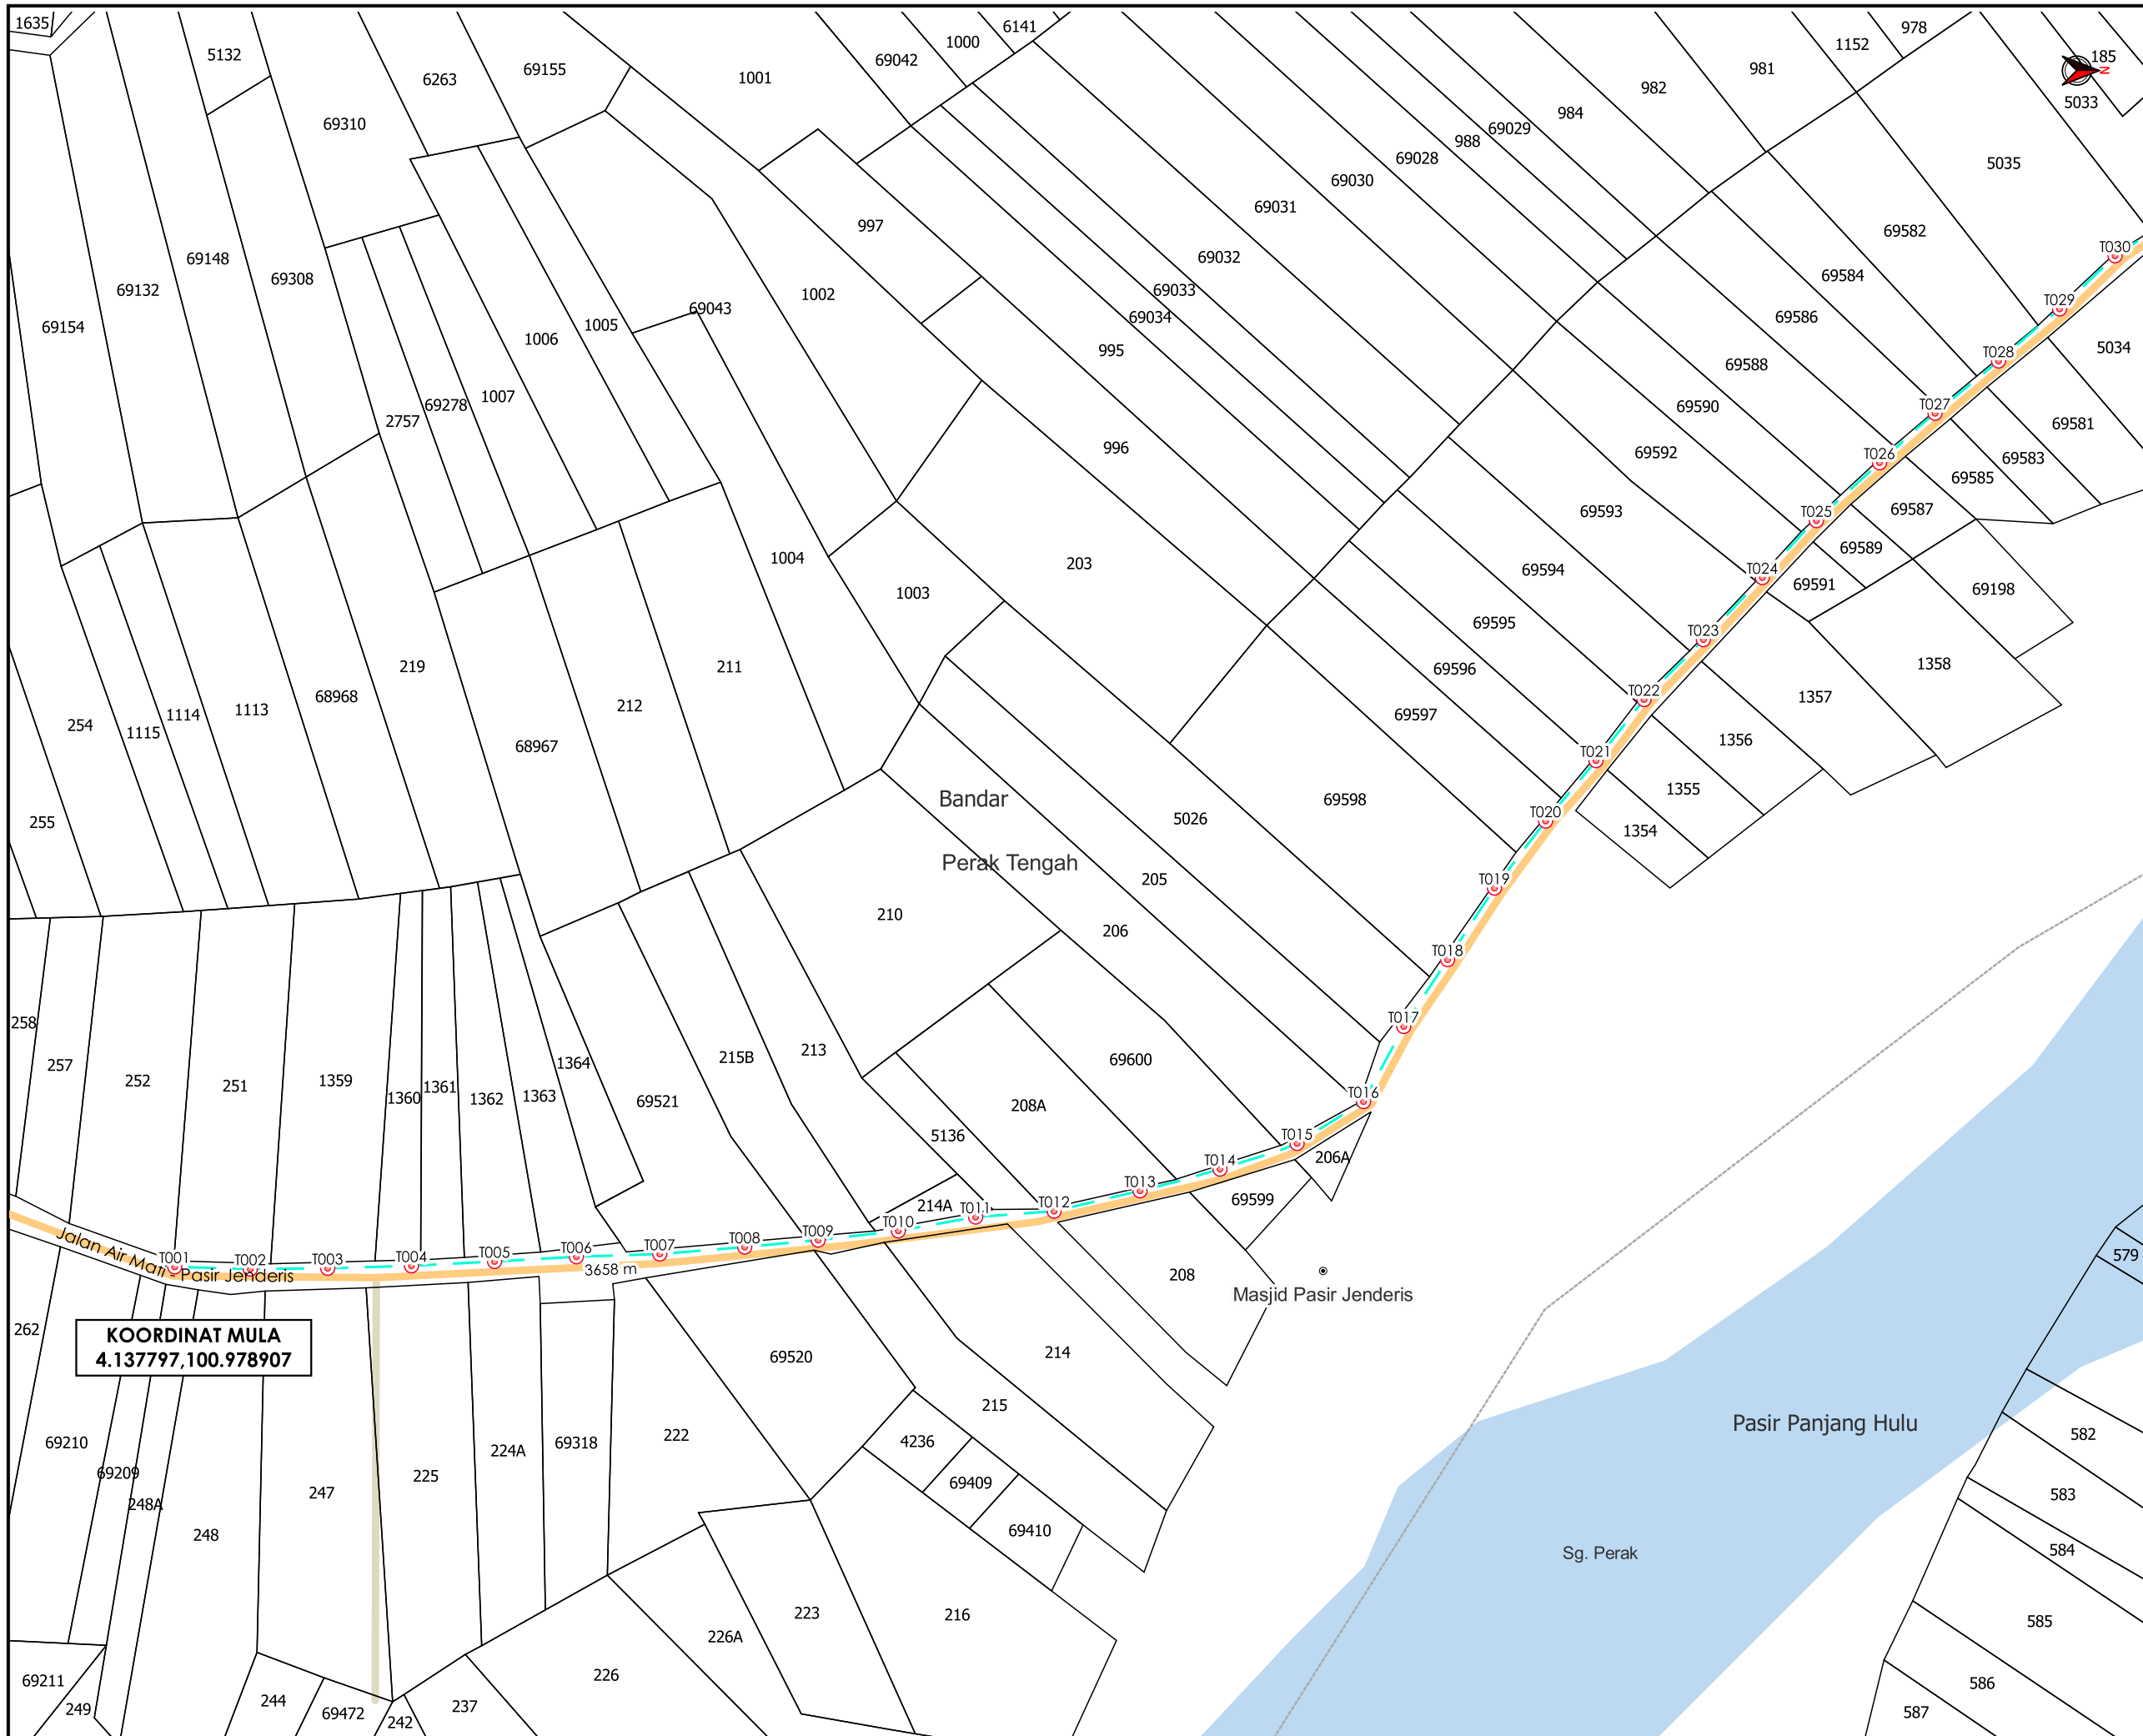 1635
5132
6263
69155
1001
69042
1000
6141
982
981
1152
978
185
N
5033
69310
984
69029
988
69028
69030
69031
5035
997
69582
T030
69148
69132
69308
69032
69033
69034
69584
T029
69154
69043
1002
1006
1005
995
69586
T028
5034
69588
2757
69278
1007
996
69590
T027
69581
69592
T026
69583
69585
69593
T025
69587
203
1004
1003
69594
T024
69589
69591
69198
69595
T023
1358
219
211
69596
254
1115
1114
1113
68968
212
68967
69597
T022
1357
1356
T021
1355
Bandar
69598
T020
1354
255
5026
Perak Tengah
205
T019
210
206
T018
258
257
252
251
1359
1360
1361
1362
1363
1364
69521
215B
213
T017
69600
208A
5136
T016
T015
206A
T014
T013
69599
214A
T012
T011
T010
T009
T008
T007
T006
T005
T004
T003
T002
T001
Jalan Air Mati - Pasir Jenderis
3658 m
208
Masjid Pasir Jenderis
579
262
KOORDINAT MULA
4.137797,100.978907
69520
214
215
Pasir Panjang Hulu
582
69210
69209
248A
248
247
225
224A
69318
222
4236
69409
69410
583
Sg. Perak
584
585
223
216
226A
226
69211
249
244
69472
242
237
586
587